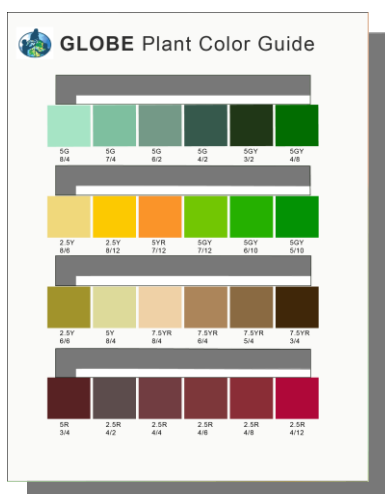 GLOBE Plant Color Guide
5G 5G 5G 5G 5GY 5GY
8/4 7/4 6/2 4/2 3/2 4/8
2.5Y 2.5Y 5YR 5GY 5GY 5GY
8/6 8/12 7/12 7/12 6/10 5/10
2.5Y 5Y 7.5YR 7.5YR 7.5YR 7.5YR
6/6 8/4 8/4 6/4 5/4 3/4
5R 2.5R 2.5R 2.5R 2.5R 2.5R
3/4 4/2 4/4 4/6 4/8 4/12